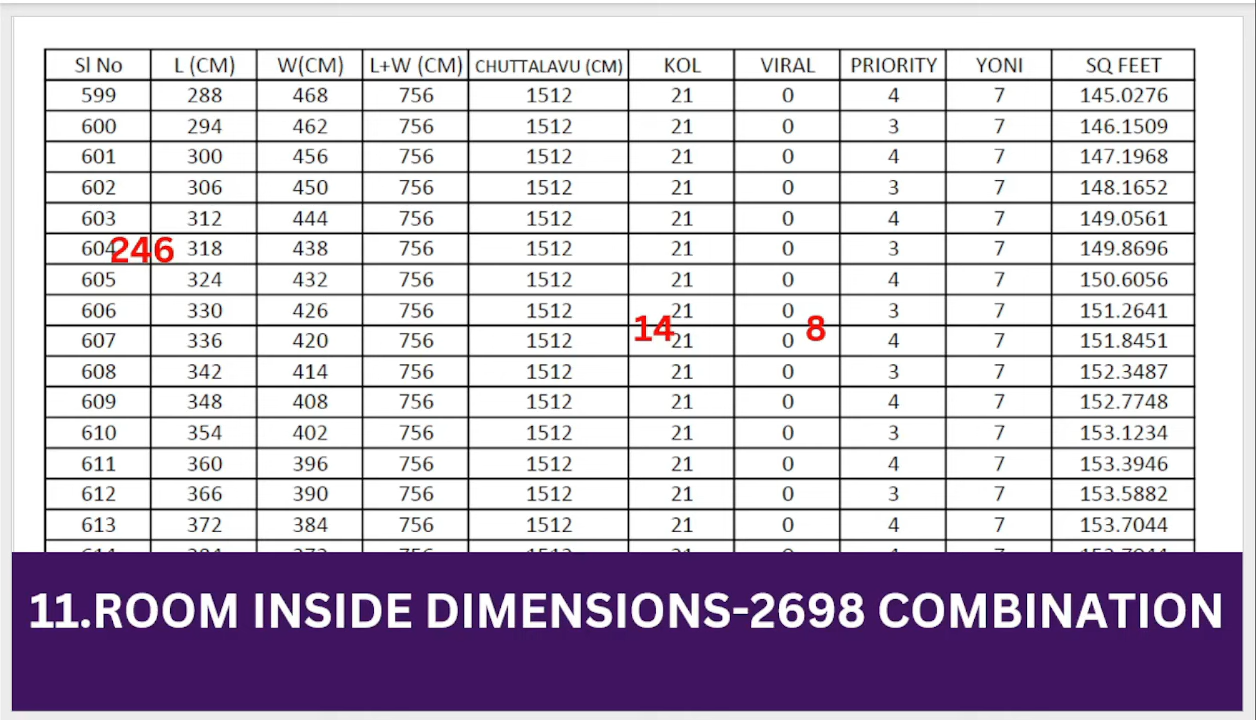 Sl No L (CM) W(CM) L+W (CM) CHUTTALAVU (CM) KOL VIRAL PRIORITY YONI SQ FEET
599 288 468 756 1512 21 0 4 7 145.0276
600 294 462 756 1512 21 0 3 7 146.1509
601 300 456 756 1512 21 0 4 7 147.1968
602 306 450 756 1512 21 0 3 7 148.1652
603 312 444 756 1512 21 0 4 7 149.0561
604 318 438 756 1512 21 0 3 7 149.8696
246
605 324 432 756 1512 21 0 4 7 150.6056
606 330 426 756 1512 21 0 3 7 151.2641
14 8
607 336 420 756 1512 21 0 4 7 151.8451
608 342 414 756 1512 21 0 3 7 152.3487
609 348 408 756 1512 21 0 4 7 152.7748
610 354 402 756 1512 21 0 3 7 153.1234
611 360 396 756 1512 21 0 4 7 153.3946
612 366 390 756 1512 21 0 3 7 153.5882
613 372 384 756 1512 21 0 4 7 153.7044
11.ROOM INSIDE DIMENSIONS-2698 COMBINATION